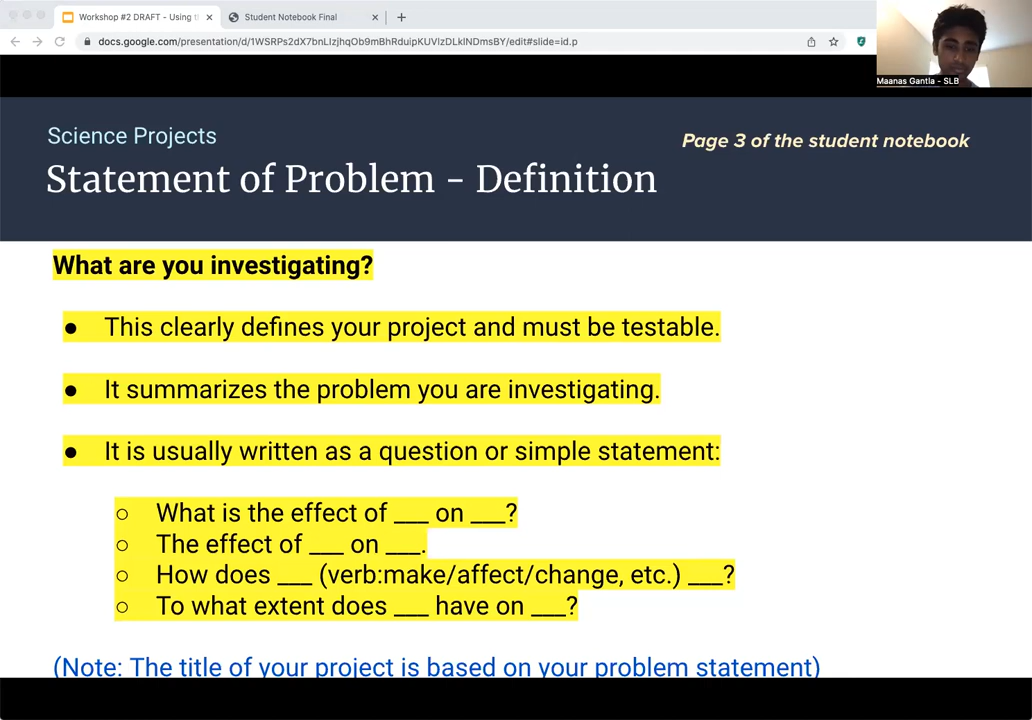 Workshop #2 DRAFT - Using t
Student Notebook Final
docs.google.com/presentation/d/1WSRPs2dX7bnLIzjhqOb9mBhRduipKUVlzDLklNDmsBY/edit#slide=id.p
Maanas Gantla - SLB
Science Projects
Page 3 of the student notebook
Statement of Problem - Definition
What are you investigating?
● This clearly defines your project and must be testable.
● It summarizes the problem you are investigating.
● It is usually written as a question or simple statement:
○ What is the effect of ___ on ___?
○ The effect of ___ on ___.
○ How does ___ (verb:make/affect/change, etc.) ___?
○ To what extent does ___ have on ___?
(Note: The title of your project is based on your problem statement)